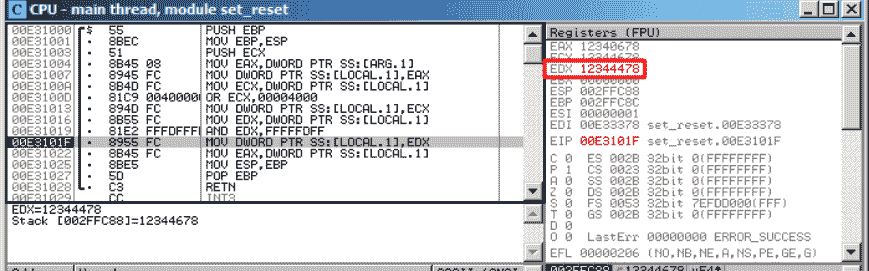 C CPU - main thread, module set_reset
00E31000 $ 55 PUSH EBP
00E31001 . 8BEC MOV EBP,ESP
00E31003 . 51 PUSH ECX
00E31004 . 8B45 08 MOV EAX,DWORD PTR SS:[ARG.1]
00E31007 . 8945 FC MOV DWORD PTR SS:[LOCAL.1],EAX
00E3100A . 8B4D FC MOV ECX,DWORD PTR SS:[LOCAL.1]
00E3100D . 81C9 00400000 OR ECX,00004000
00E31013 . 894D FC MOV DWORD PTR SS:[LOCAL.1],ECX
00E31016 . 8B55 FC MOV EDX,DWORD PTR SS:[LOCAL.1]
00E31019 . 81E2 FFFDFFF AND EDX,FFFFFDFF
00E3101F . 8955 FC MOV DWORD PTR SS:[LOCAL.1],EDX
00E31022 . 8B45 FC MOV EAX,DWORD PTR SS:[LOCAL.1]
00E31025 . 8BE5 MOV ESP,EBP
00E31027 . 5D POP EBP
00E31028 . C3 RETN
00E31029 CC INT3
EDX=12344478
Stack [002FFC88]=12344678
Registers (FPU)
EAX 12340678
ECX 12344678
EDX 12344478
EBX 00000000
ESP 002FFC88
EBP 002FFC8C
ESI 00000001
EDI 00E33378 set_reset.00E33378
EIP 00E3101F set_reset.00E3101F
C 0 ES 002B 32bit 0(FFFFFFFF)
P 1 CS 0023 32bit 0(FFFFFFFF)
A 0 SS 002B 32bit 0(FFFFFFFF)
Z 0 DS 002B 32bit 0(FFFFFFFF)
S 0 FS 0053 32bit 7EFDD000(FFF)
T 0 GS 002B 32bit 0(FFFFFFFF)
D 0
O 0 LastErr 00000000 ERROR_SUCCESS
EFL 00000206 (NO,NB,NE,A,NS,PE,GE,G)